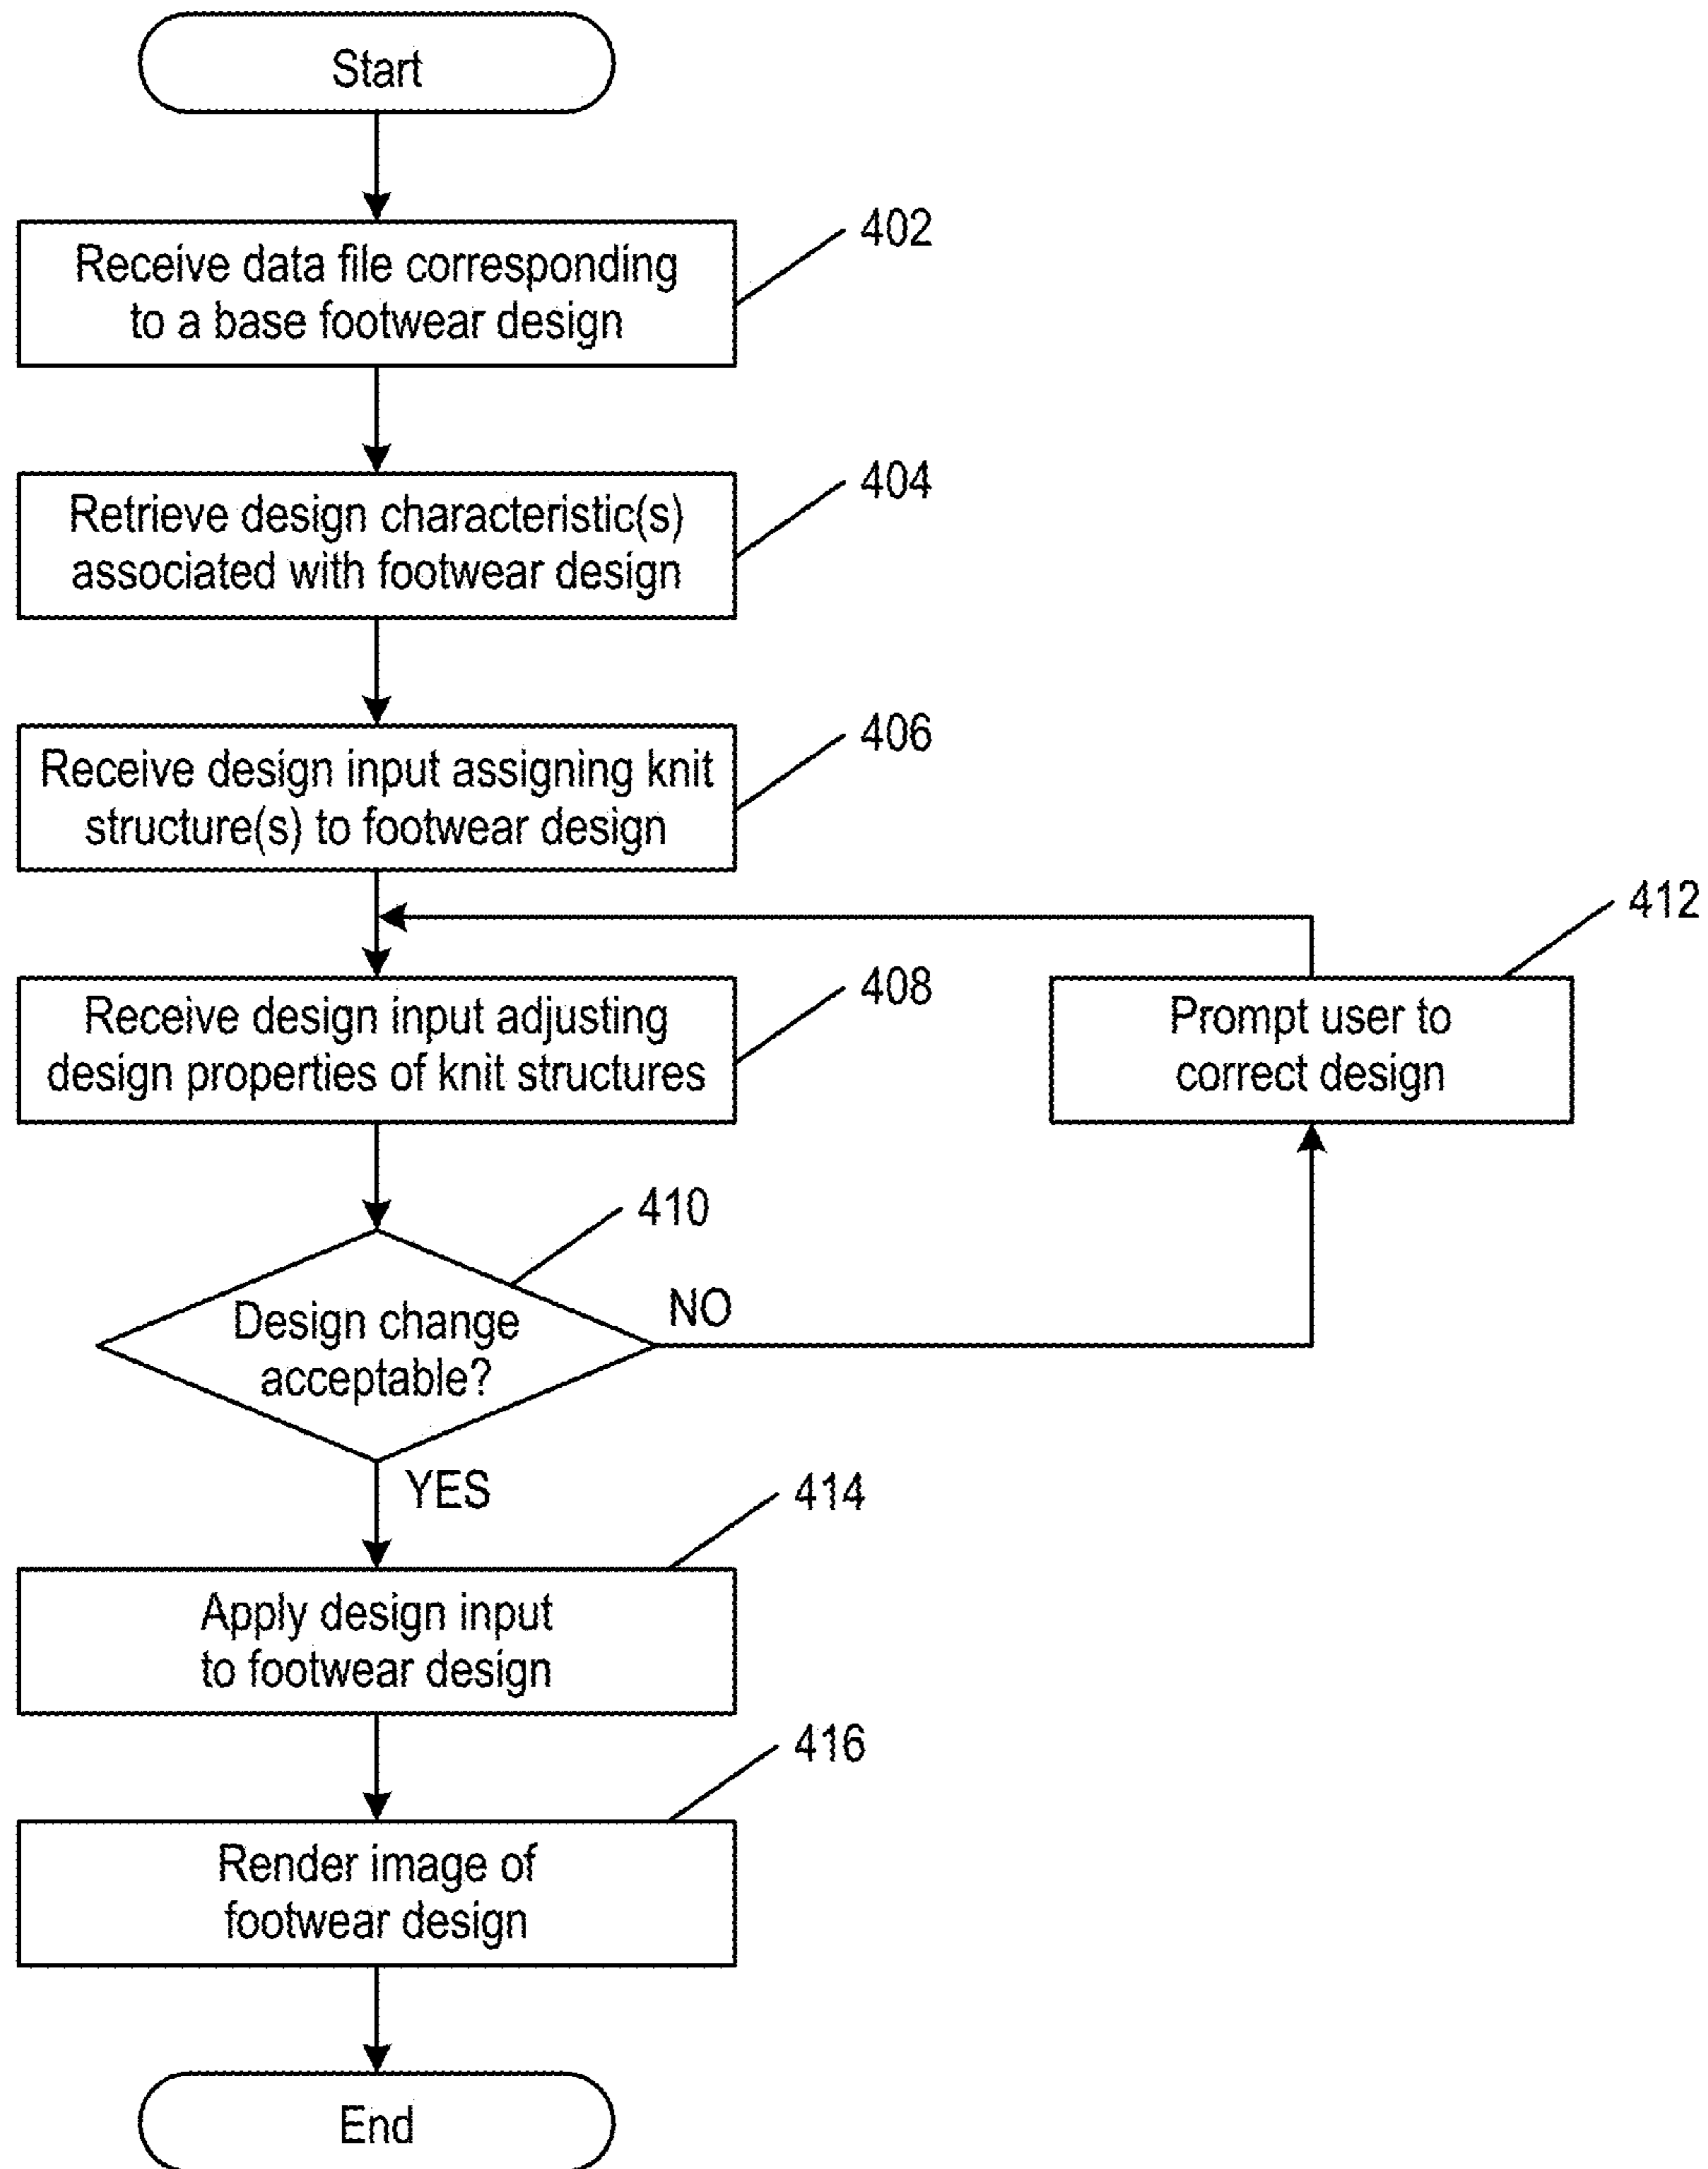 Start
402
Receive data file corresponding
to a base footwear design
404
Retrieve design characteristic(s)
associated with footwear design
406
Receive design input assigning knit
structure(s) to footwear design
412
408
Receive design input adjusting
design properties of knit structures
Prompt user to
correct design
410
Design change
acceptable?
NO
YES
414
Apply design input
to footwear design
416
Render image of
footwear design
End